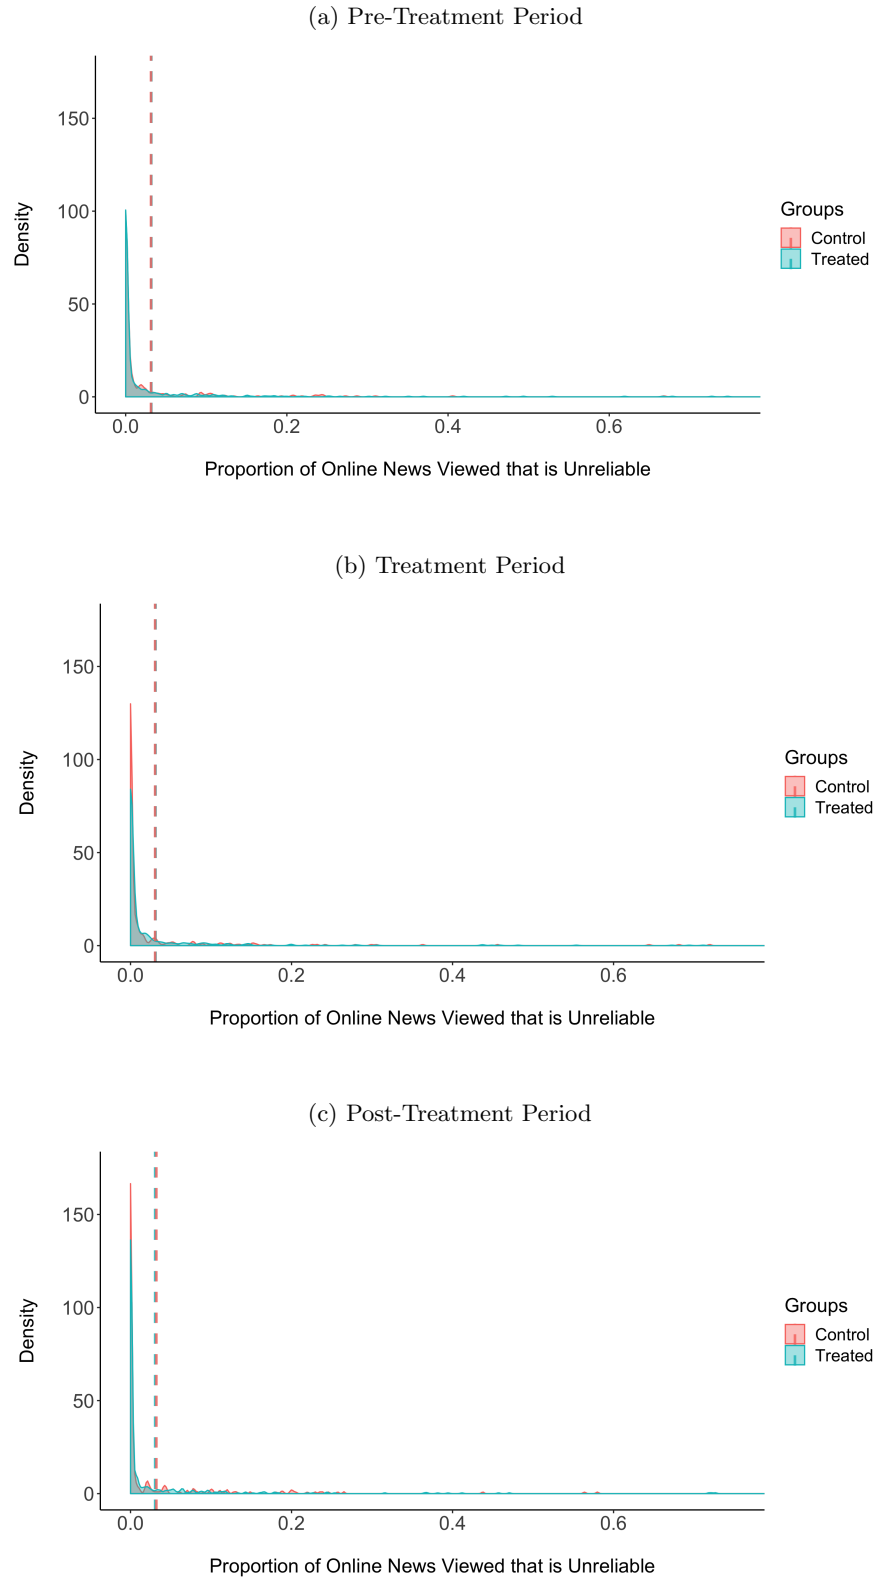 (a) Pre-Treatment Period
150
100
50
0
Density
0.0 0.2 0.4 0.6
Proportion of Online News Viewed that is Unreliable
Groups
Control
Treated
(b) Treatment Period
150
100
50
0
Density
0.0 0.2 0.4 0.6
Proportion of Online News Viewed that is Unreliable
Groups
Control
Treated
(c) Post-Treatment Period
150
100
50
0
Density
0.0 0.2 0.4 0.6
Proportion of Online News Viewed that is Unreliable
Groups
Control
Treated